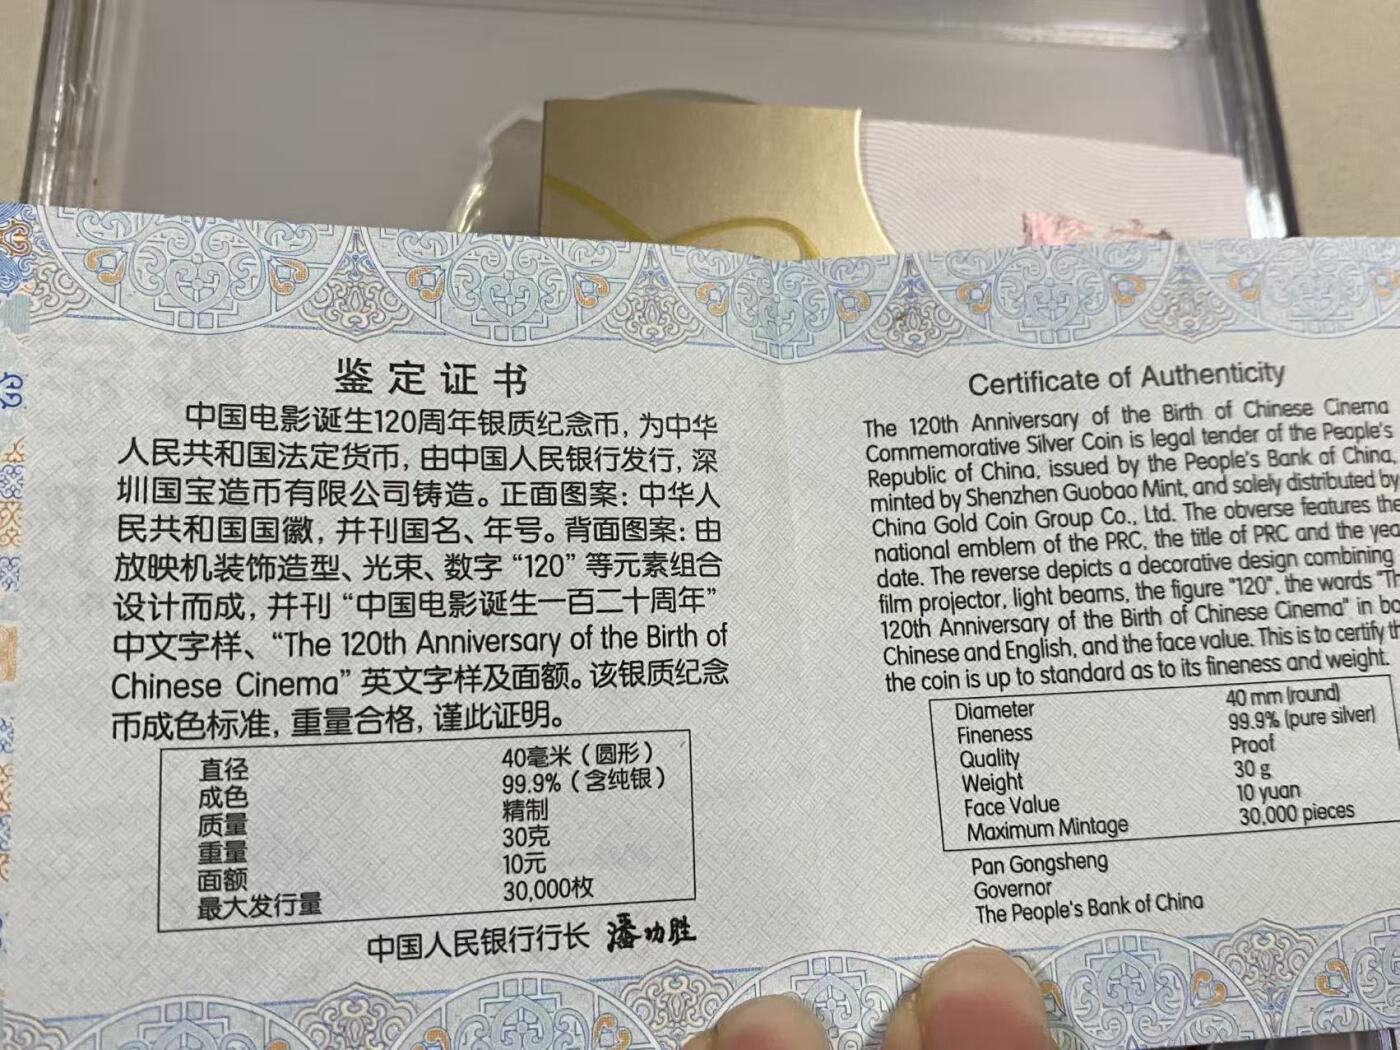 鉴定证书
中国电影诞生120周年银质纪念币，为中华
人民共和国法定货币，由中国人民银行发行，深
圳国宝造币有限公司铸造。正面图案：中华人
民共和国国徽，并刊国名、年号。背面图案：由
放映机装饰造型、光束、数字“120”等元素组合
设计而成，并刊“中国电影诞生一百二十周年”
中文字样、“The 120th Anniversary of the Birth of
Chinese Cinema”英文字样及面额。该银质纪念
币成色标准，重量合格，谨此证明。
直径 40毫米（圆形）
成色 99.9%（含纯银）
质量 精制
重量 30克
面额 10元
最大发行量 30,000枚
中国人民银行行长 潘功胜
Certificate of Authenticity
The 120th Anniversary of the Birth of Chinese Cinema
Commemorative Silver Coin is legal tender of the People's
Republic of China, issued by the People's Bank of China,
minted by Shenzhen Guobao Mint, and solely distributed by
China Gold Coin Group Co., Ltd. The obverse features the
national emblem of the PRC, the title of PRC and the yea
date. The reverse depicts a decorative design combining
film projector, light beams, the figure "120", the words "Th
120th Anniversary of the Birth of Chinese Cinema" in bo
Chinese and English, and the face value. This is to certify th
the coin is up to standard as to its fineness and weight.
Diameter 40 mm (round)
Fineness 99.9% (pure silver)
Quality Proof
Weight 30 g
Face Value 10 yuan
Maximum Mintage 30,000 pieces
Pan Gongsheng
Governor
The People's Bank of China